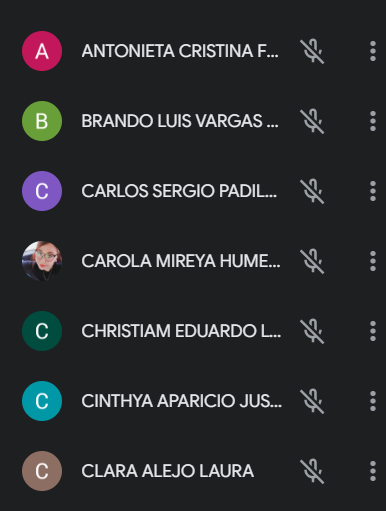 A ANTONIETA CRISTINA F...
B BRANDO LUIS VARGAS ...
C CARLOS SERGIO PADIL...
CAROLA MIREYA HUME...
C CHRISTIAM EDUARDO L...
C CINTHYA APARICIO JUS...
C CLARA ALEJO LAURA